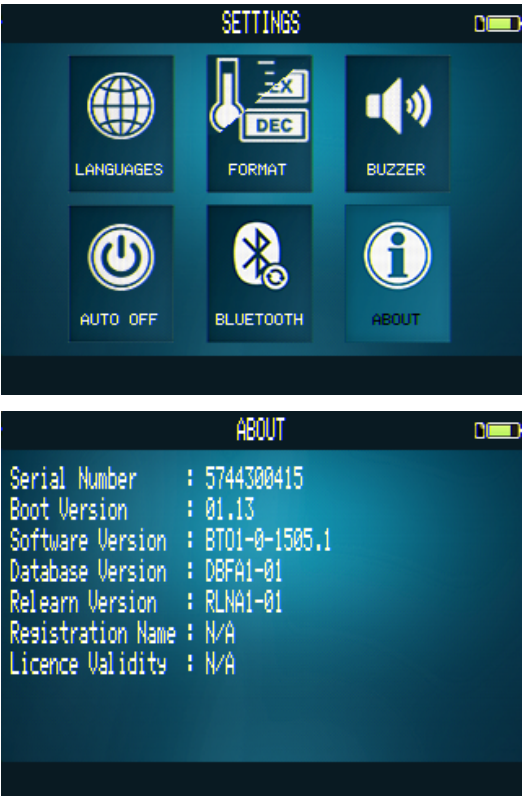 SETTINGS
-X
DEC
LANGUAGES
FORMAT
BUZZER
AUTO OFF
BLUETOOTH
ABOUT
ABOUT
Serial Number : 5744300415
Boot Version : 01.13
Software Version : BTO1-0-1505.1
Database Version : DBFA1-01
Relearn Version : RLNA1-01
Registration Name : N/A
Licence Validity : N/A